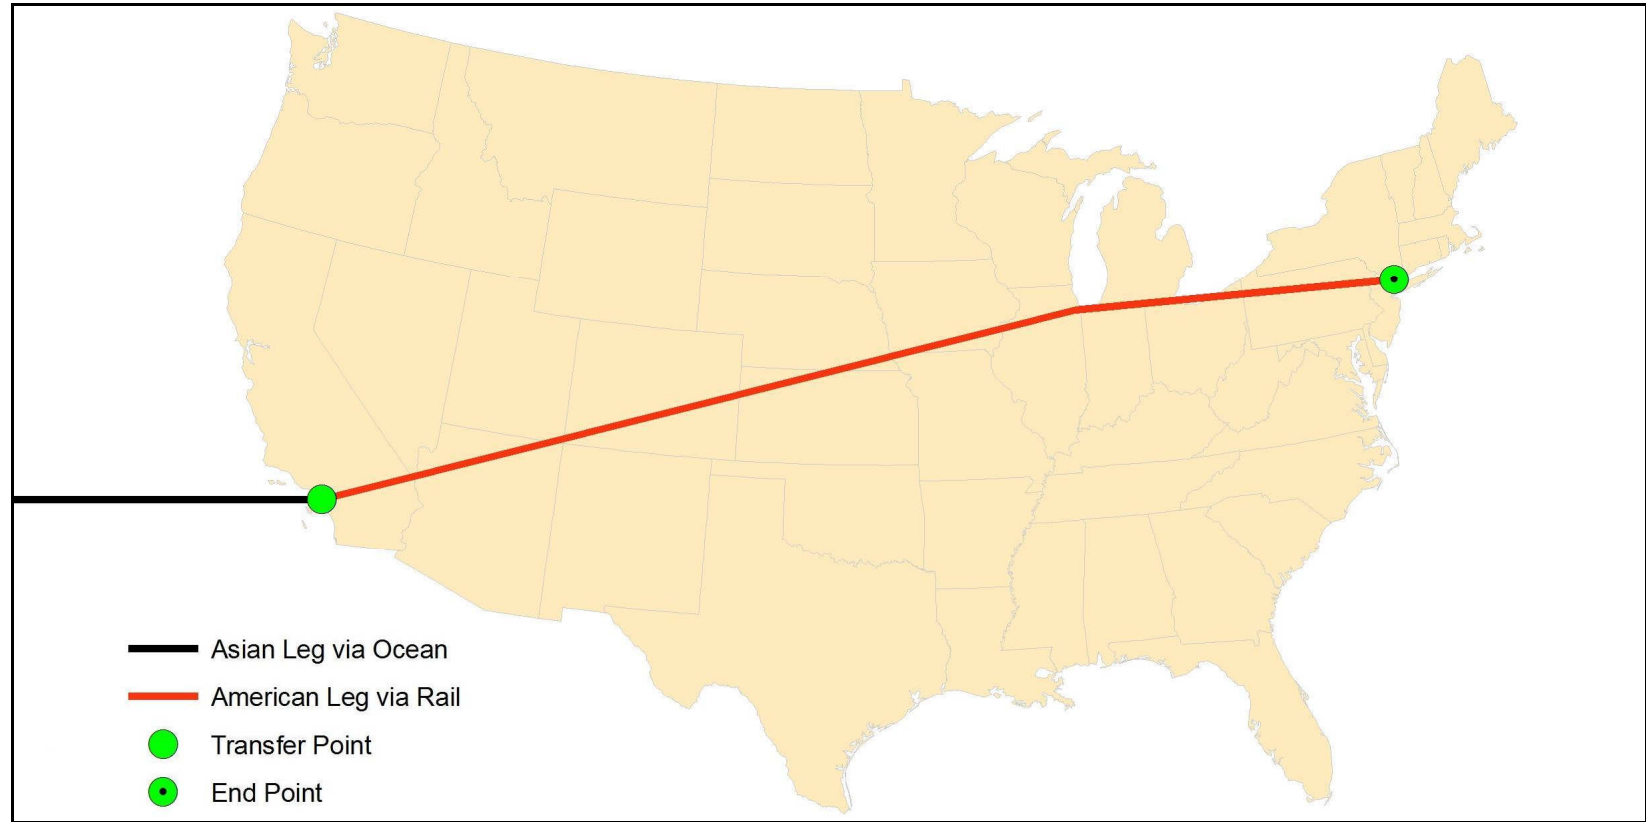 Asian Leg via Ocean
American Leg via Rail
Transfer Point
End Point